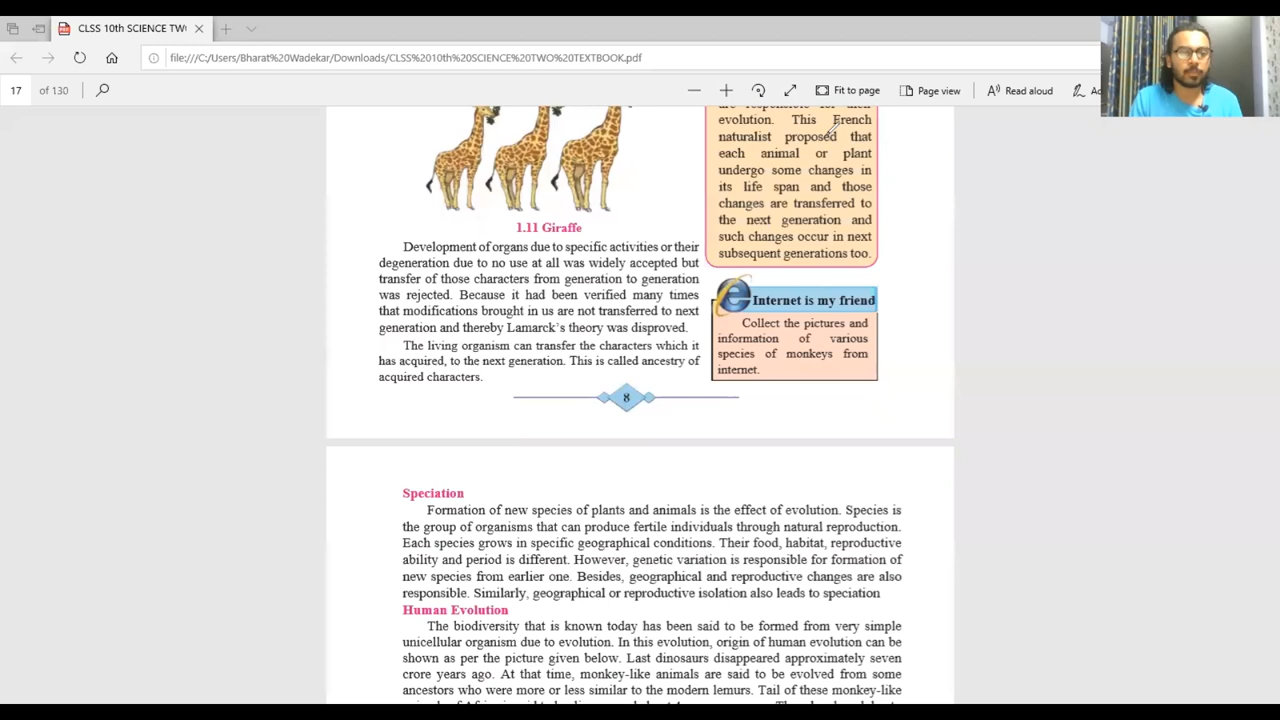 CLSS 10th SCIENCE TW
file:///C:/Users/Bharat%20Wadekar/Downloads/CLSS%2010th%20SCIENCE%20TWO%20TEXTBOOK.pdf
17 of 130
Fit to page
Page view
Read aloud
are responsible for their
evolution. This French
naturalist proposed that
each animal or plant
undergo some changes in
its life span and those
changes are transferred to
the next generation and
such changes occur in next
subsequent generations too.
1.11 Giraffe
Development of organs due to specific activities or their
degeneration due to no use at all was widely accepted but
transfer of those characters from generation to generation
was rejected. Because it had been verified many times
that modifications brought in us are not transferred to next
generation and thereby Lamarck's theory was disproved.
The living organism can transfer the characters which it
has acquired, to the next generation. This is called ancestry of
acquired characters.
Internet is my friend
Collect the pictures and
information of various
species of monkeys from
internet.
8
Speciation
Formation of new species of plants and animals is the effect of evolution. Species is
the group of organisms that can produce fertile individuals through natural reproduction.
Each species grows in specific geographical conditions. Their food, habitat, reproductive
ability and period is different. However, genetic variation is responsible for formation of
new species from earlier one. Besides, geographical and reproductive changes are also
responsible. Similarly, geographical or reproductive isolation also leads to speciation
Human Evolution
The biodiversity that is known today has been said to be formed from very simple
unicellular organism due to evolution. In this evolution, origin of human evolution can be
shown as per the picture given below. Last dinosaurs disappeared approximately seven
crore years ago. At that time, monkey-like animals are said to be evolved from some
ancestors who were more or less similar to the modern lemurs. Tail of these monkey-like